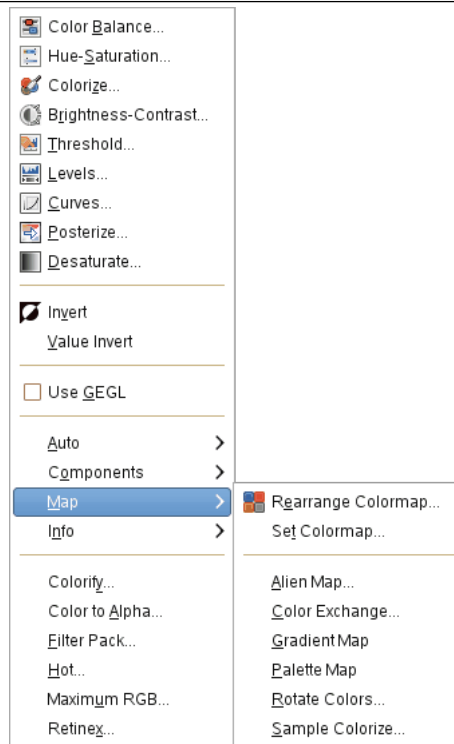 Color Balance...
Hue-Saturation...
Colorize...
Brightness-Contrast...
Threshold...
Levels...
Curves...
Posterize...
Desaturate...
Invert
Value Invert
Use GEGL
Auto
Components
Map
Info
Colorify...
Color to Alpha...
Filter Pack...
Hot...
Maximum RGB...
Retinex...
Rearrange Colormap...
Set Colormap...
Alien Map...
Color Exchange...
Gradient Map
Palette Map
Rotate Colors...
Sample Colorize...